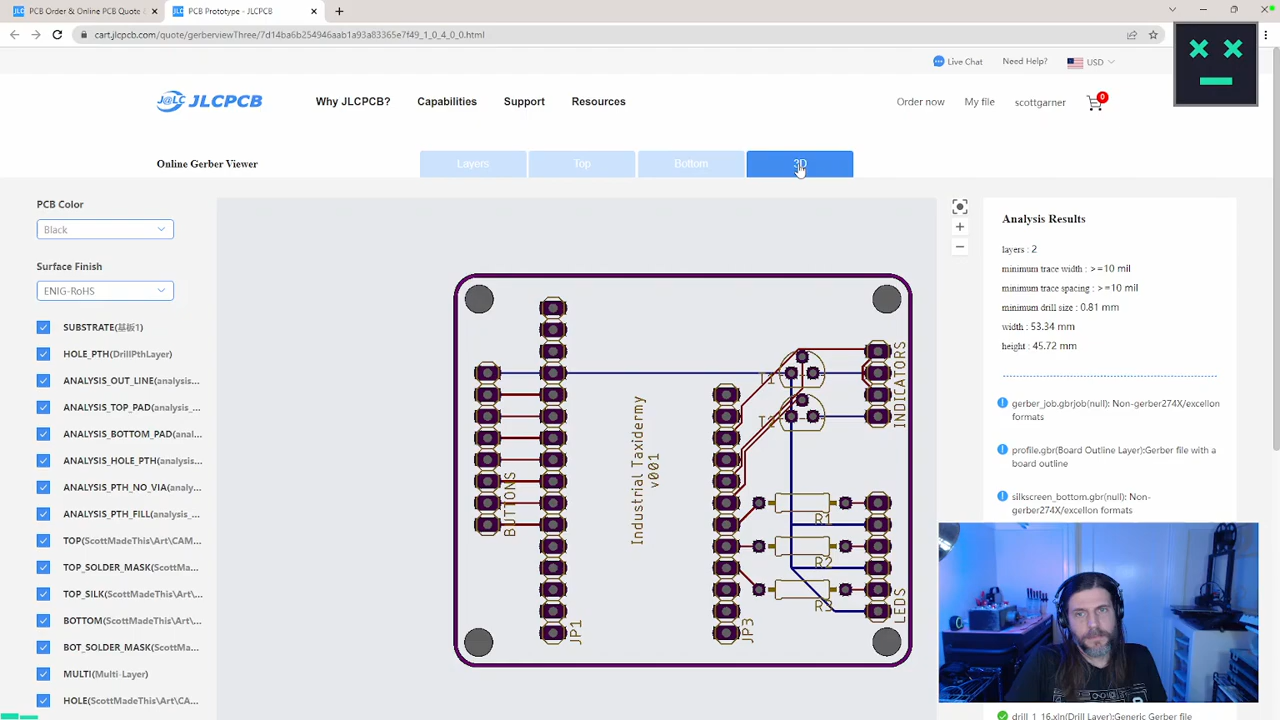 PCB Order & Online PCB Quote &
PCB Prototype - JLCPCB
cart.jlcpcb.com/quote/gerberviewThree/7d14ba6b254946aab1a93a83365e7f49_1_0_4_0_0.html
Live Chat
Need Help?
USD
J@LC JLCPCB
Why JLCPCB?
Capabilities
Support
Resources
Order now
My file
scottgarner
0
Online Gerber Viewer
Layers
Top
Bottom
3D
PCB Color
Black
Surface Finish
ENIG-RoHS
SUBSTRATE(基板1)
HOLE_PTH(DrillPthLayer)
ANALYSIS_OUT_LINE(analysis...
ANALYSIS_TOP_PAD(analysis_...
ANALYSIS_BOTTOM_PAD(anal...
ANALYSIS_HOLE_PTH(analysis...
ANALYSIS_PTH_NO_VIA(analy...
ANALYSIS_PTH_FILL(analysis_...
TOP(ScottMadeThis\Art\CAM...
TOP_SOLDER_MASK(ScottMa...
TOP_SILK(ScottMadeThis\Art\...
BOTTOM(ScottMadeThis\Art\...
BOT_SOLDER_MASK(ScottMa...
MULTI(Multi-Layer)
HOLE(ScottMadeThis\Art\CA...
BUTTONS
JP1
Industrial Taxidermy
v001
JP3
T1
R1
R2
INDICATORS
LEDS
Analysis Results
layers : 2
minimum trace width : >=10 mil
minimum trace spacing : >=10 mil
minimum drill size : 0.81 mm
width : 53.34 mm
height : 45.72 mm
gerber_job.gbrjob(null): Non-gerber274X/excellon
formats
profile.gbr(Board Outline Layer):Gerber file with a
board outline
silkscreen_bottom.gbr(null): Non-
gerber274X/excellon formats
drill_1_16.xln(Drill Layer):Generic Gerber file